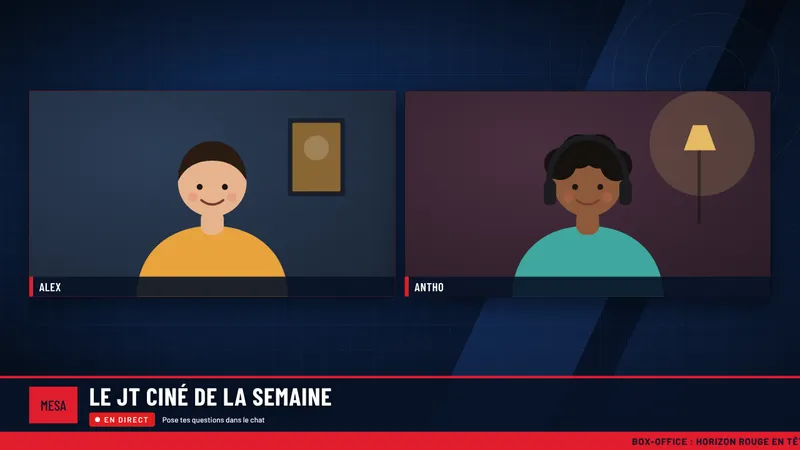 ALEX
ANTHO
MESA
LE JT CINÉ DE LA SEMAINE
EN DIRECT
Pose tes questions dans le chat
BOX-OFFICE : HORIZON ROUGE EN